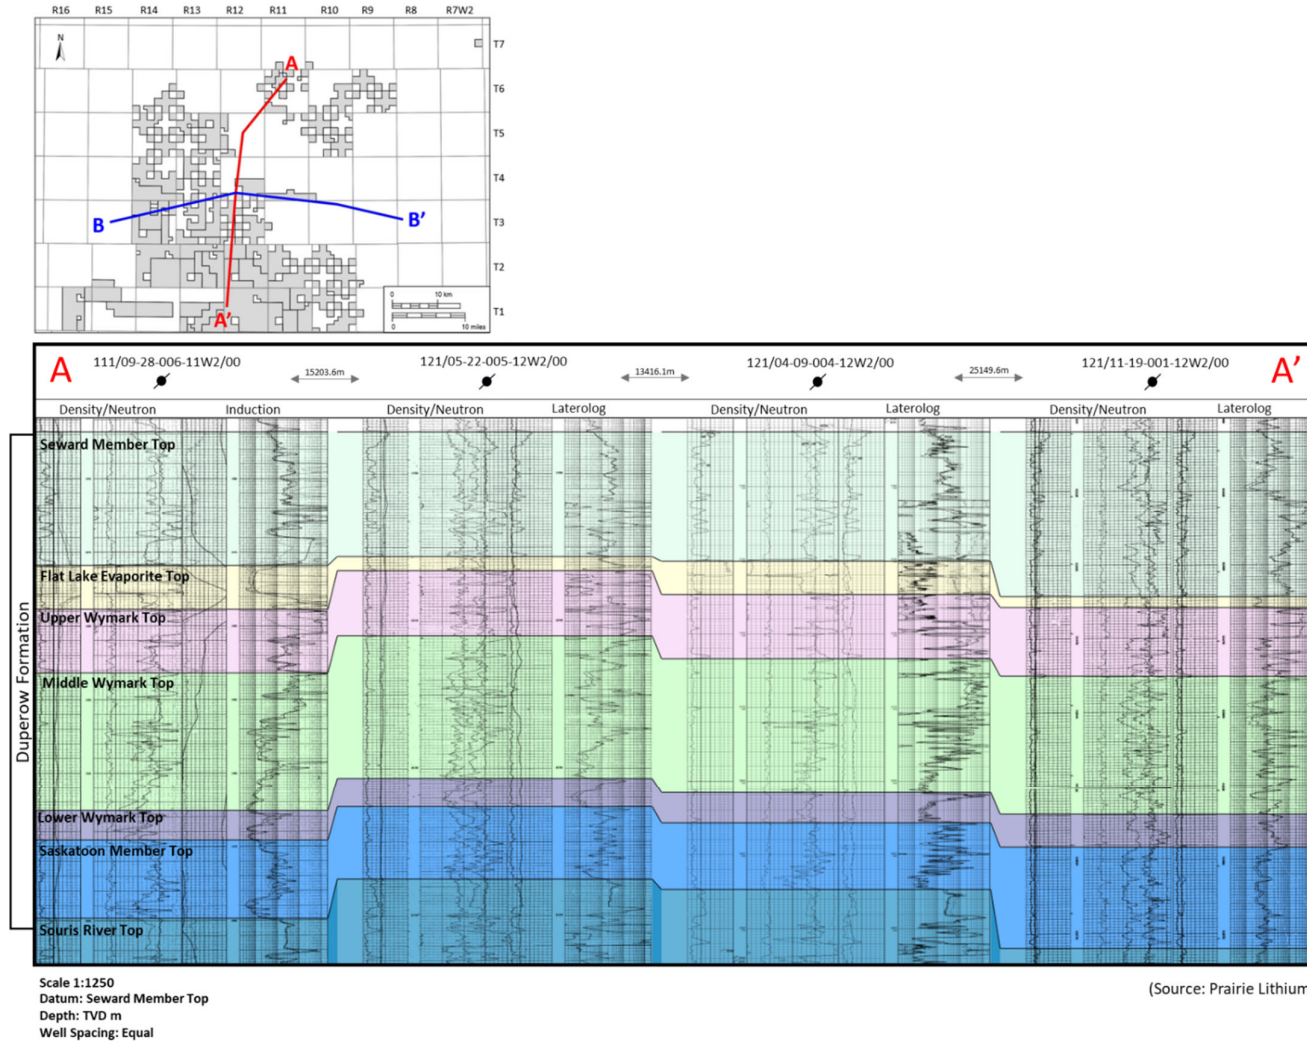 R16 R15 R14 R13 R12 R11 R10 R9 R8 R7W2
N
T7
A
T6
T5
T4
B
B'
T3
T2
0 10 km
0 10 miles
T1
A'
A
111/09-28-006-11W2/00
15203.6m
121/05-22-005-12W2/00
13416.1m
121/04-09-004-12W2/00
25149.6m
121/11-19-001-12W2/00
A'
Density/Neutron Induction Density/Neutron Laterolog Density/Neutron Laterolog Density/Neutron Laterolog
Duperow Formation
Seward Member Top
Flat Lake Evaporite Top
Upper Wymark Top
Middle Wymark Top
Lower Wymark Top
Saskatoon Member Top
Souris River Top
Scale 1:1250
Datum: Seward Member Top
Depth: TVD m
Well Spacing: Equal
(Source: Prairie Lithium